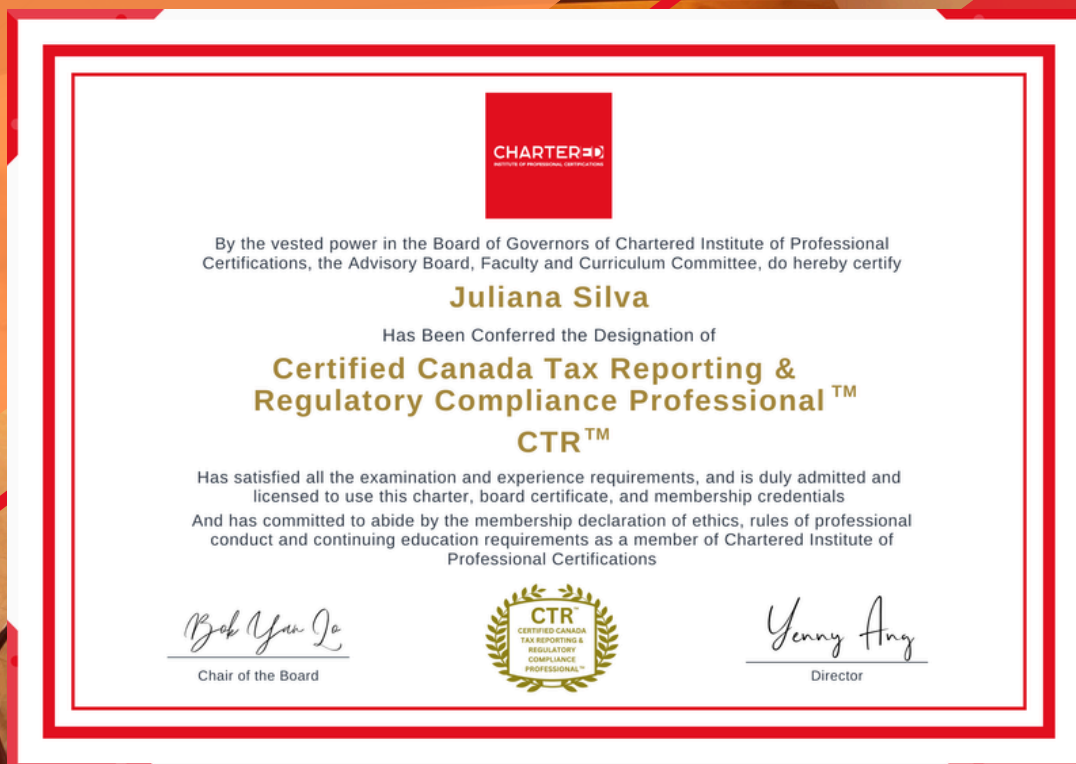 CHARTERED
INSTITUTE OF PROFESSIONAL CERTIFICATIONS
By the vested power in the Board of Governors of Chartered Institute of Professional
Certifications, the Advisory Board, Faculty and Curriculum Committee, do hereby certify
Juliana Silva
Has Been Conferred the Designation of
Certified Canada Tax Reporting &
Regulatory Compliance Professional™
CTR™
Has satisfied all the examination and experience requirements, and is duly admitted and
licensed to use this charter, board certificate, and membership credentials
And has committed to abide by the membership declaration of ethics, rules of professional
conduct and continuing education requirements as a member of Chartered Institute of
Professional Certifications
Bok Yan Lo
Chair of the Board
CTR™
CERTIFIED CANADA
TAX REPORTING &
REGULATORY
COMPLIANCE
PROFESSIONAL™
Yenny Ang
Director